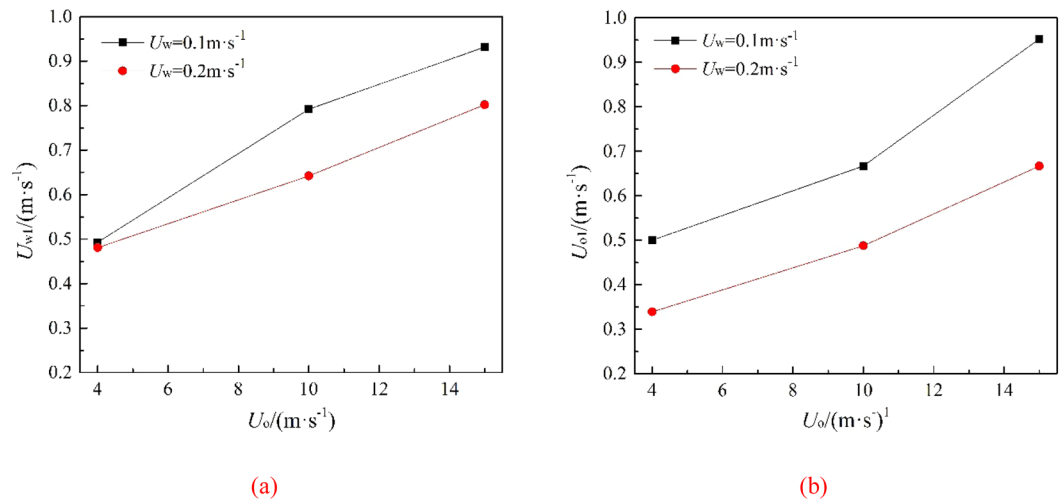 1.0
0.9
0.8
0.7
0.6
0.5
0.4
0.3
0.2
4 6 8 10 12 14
Uw=0.1m·s-1
Uw=0.2m·s-1
Uw1/(m·s-1)
Uo/(m·s-1)
(a)
1.0
0.9
0.8
0.7
0.6
0.5
0.4
0.3
0.2
4 6 8 10 12 14
Uw=0.1m·s-1
Uw=0.2m·s-1
Uo1/(m·s-1)
Uo/(m·s-)1
(b)